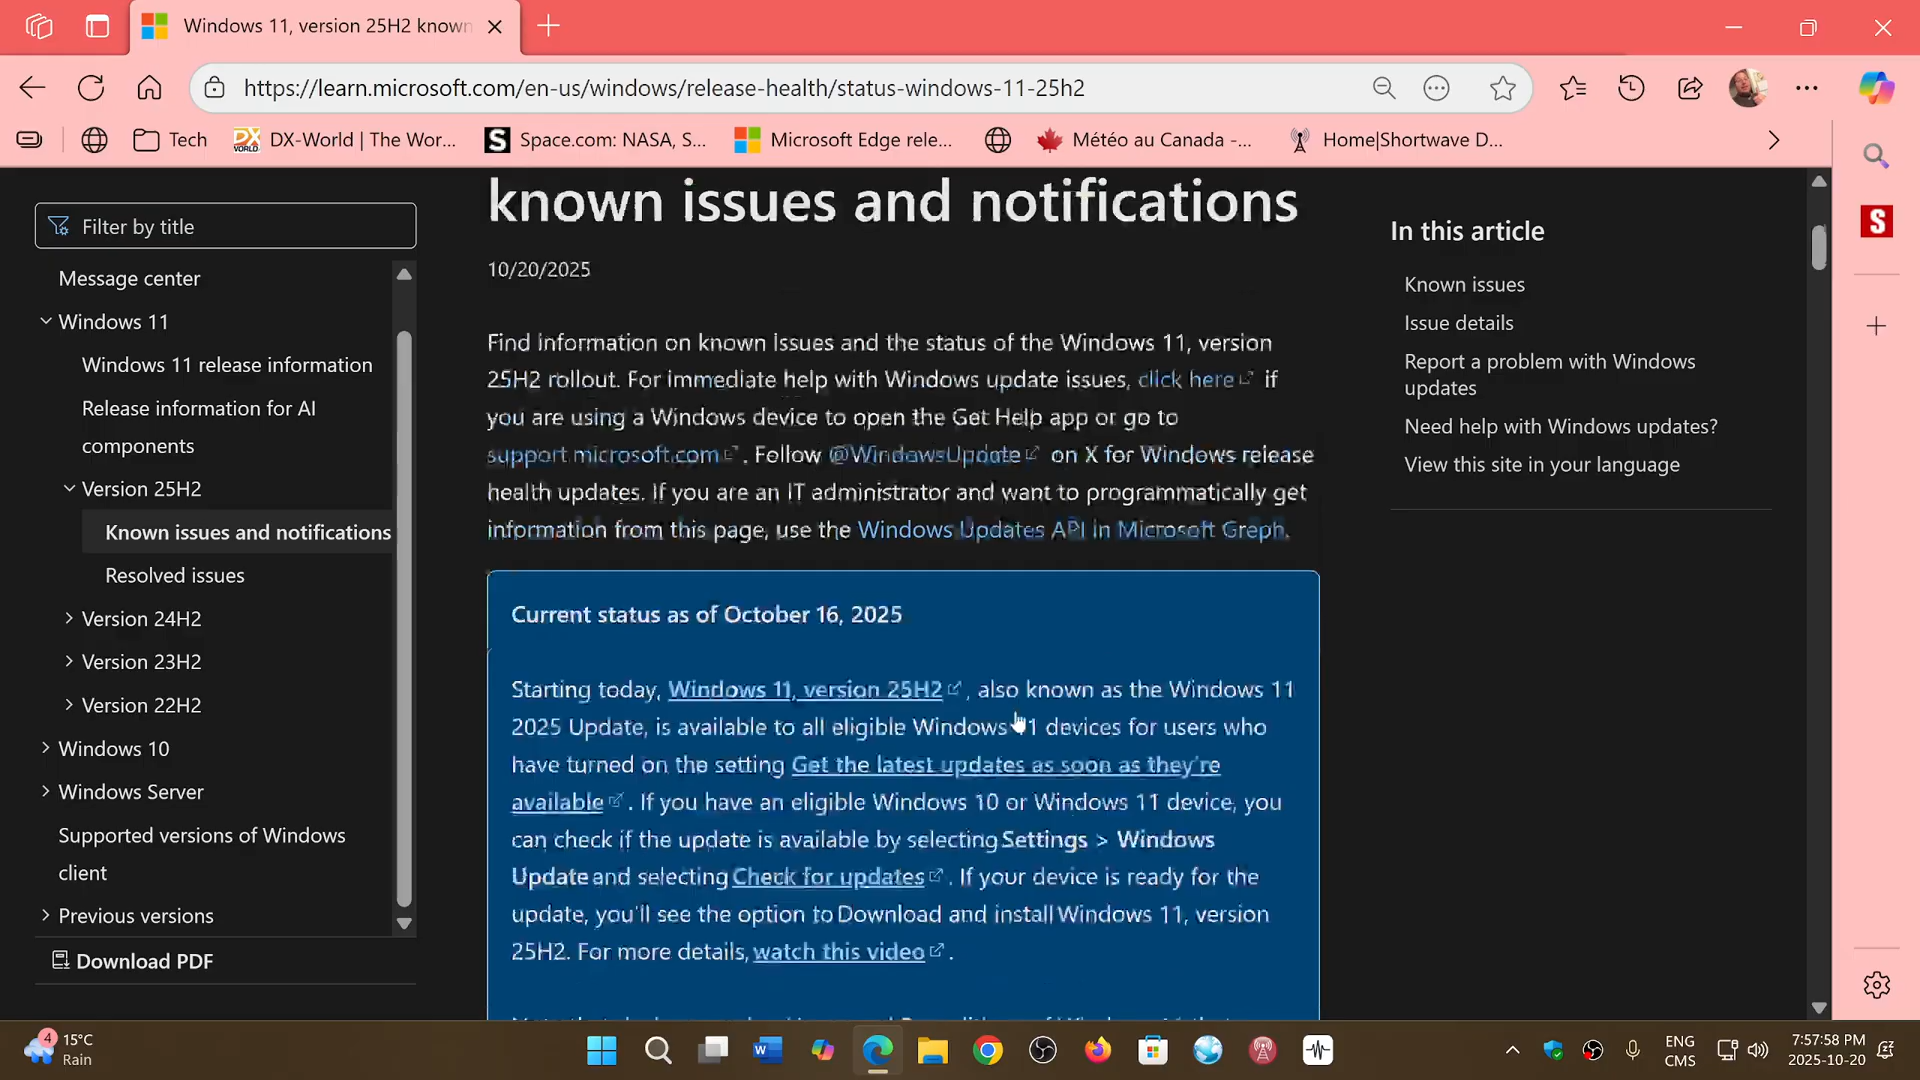 Windows 11, version 25H2 known
https://learn.microsoft.com/en-us/windows/release-health/status-windows-11-25h2
Tech
DX-World | The Wor...
Space.com: NASA, S...
Microsoft Edge rele...
Météo au Canada -...
Home|Shortwave D...
Filter by title
Message center
Windows 11
Windows 11 release information
Release information for AI
components
Version 25H2
Known issues and notifications
Resolved issues
Version 24H2
Version 23H2
Version 22H2
Windows 10
Windows Server
Supported versions of Windows
client
Previous versions
Download PDF
known issues and notifications
10/20/2025
Find information on known issues and the status of the Windows 11, version
25H2 rollout. For immediate help with Windows update issues, click here if
you are using a Windows device to open the Get Help app or go to
support.microsoft.com. Follow @WindowsUpdate on X for Windows release
health updates. If you are an IT administrator and want to programmatically get
information from this page, use the Windows Updates API in Microsoft Graph.
Current status as of October 16, 2025
Starting today, Windows 11, version 25H2, also known as the Windows 11
2025 Update, is available to all eligible Windows 11 devices for users who
have turned on the setting Get the latest updates as soon as they're
available. If you have an eligible Windows 10 or Windows 11 device, you
can check if the update is available by selecting Settings > Windows
Update and selecting Check for updates. If your device is ready for the
update, you'll see the option to Download and install Windows 11, version
25H2. For more details, watch this video.
In this article
Known issues
Issue details
Report a problem with Windows
updates
Need help with Windows updates?
View this site in your language
S
4
15°C
Rain
ENG
CMS
7:57:58 PM
2025-10-20